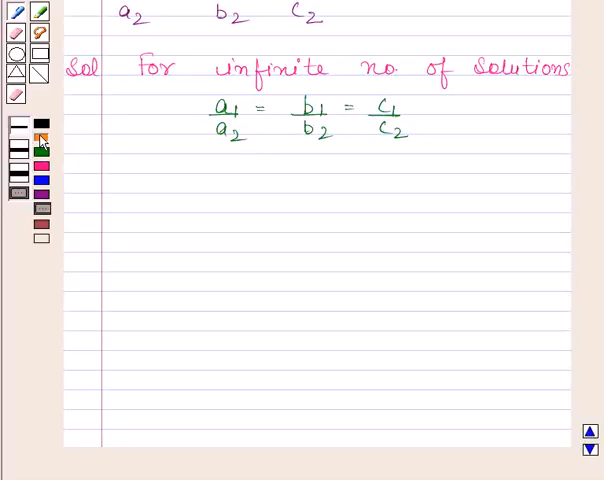 a2 b2 c2
Sol For infinite no. of solutions
a1/a2 = b1/b2 = c1/c2